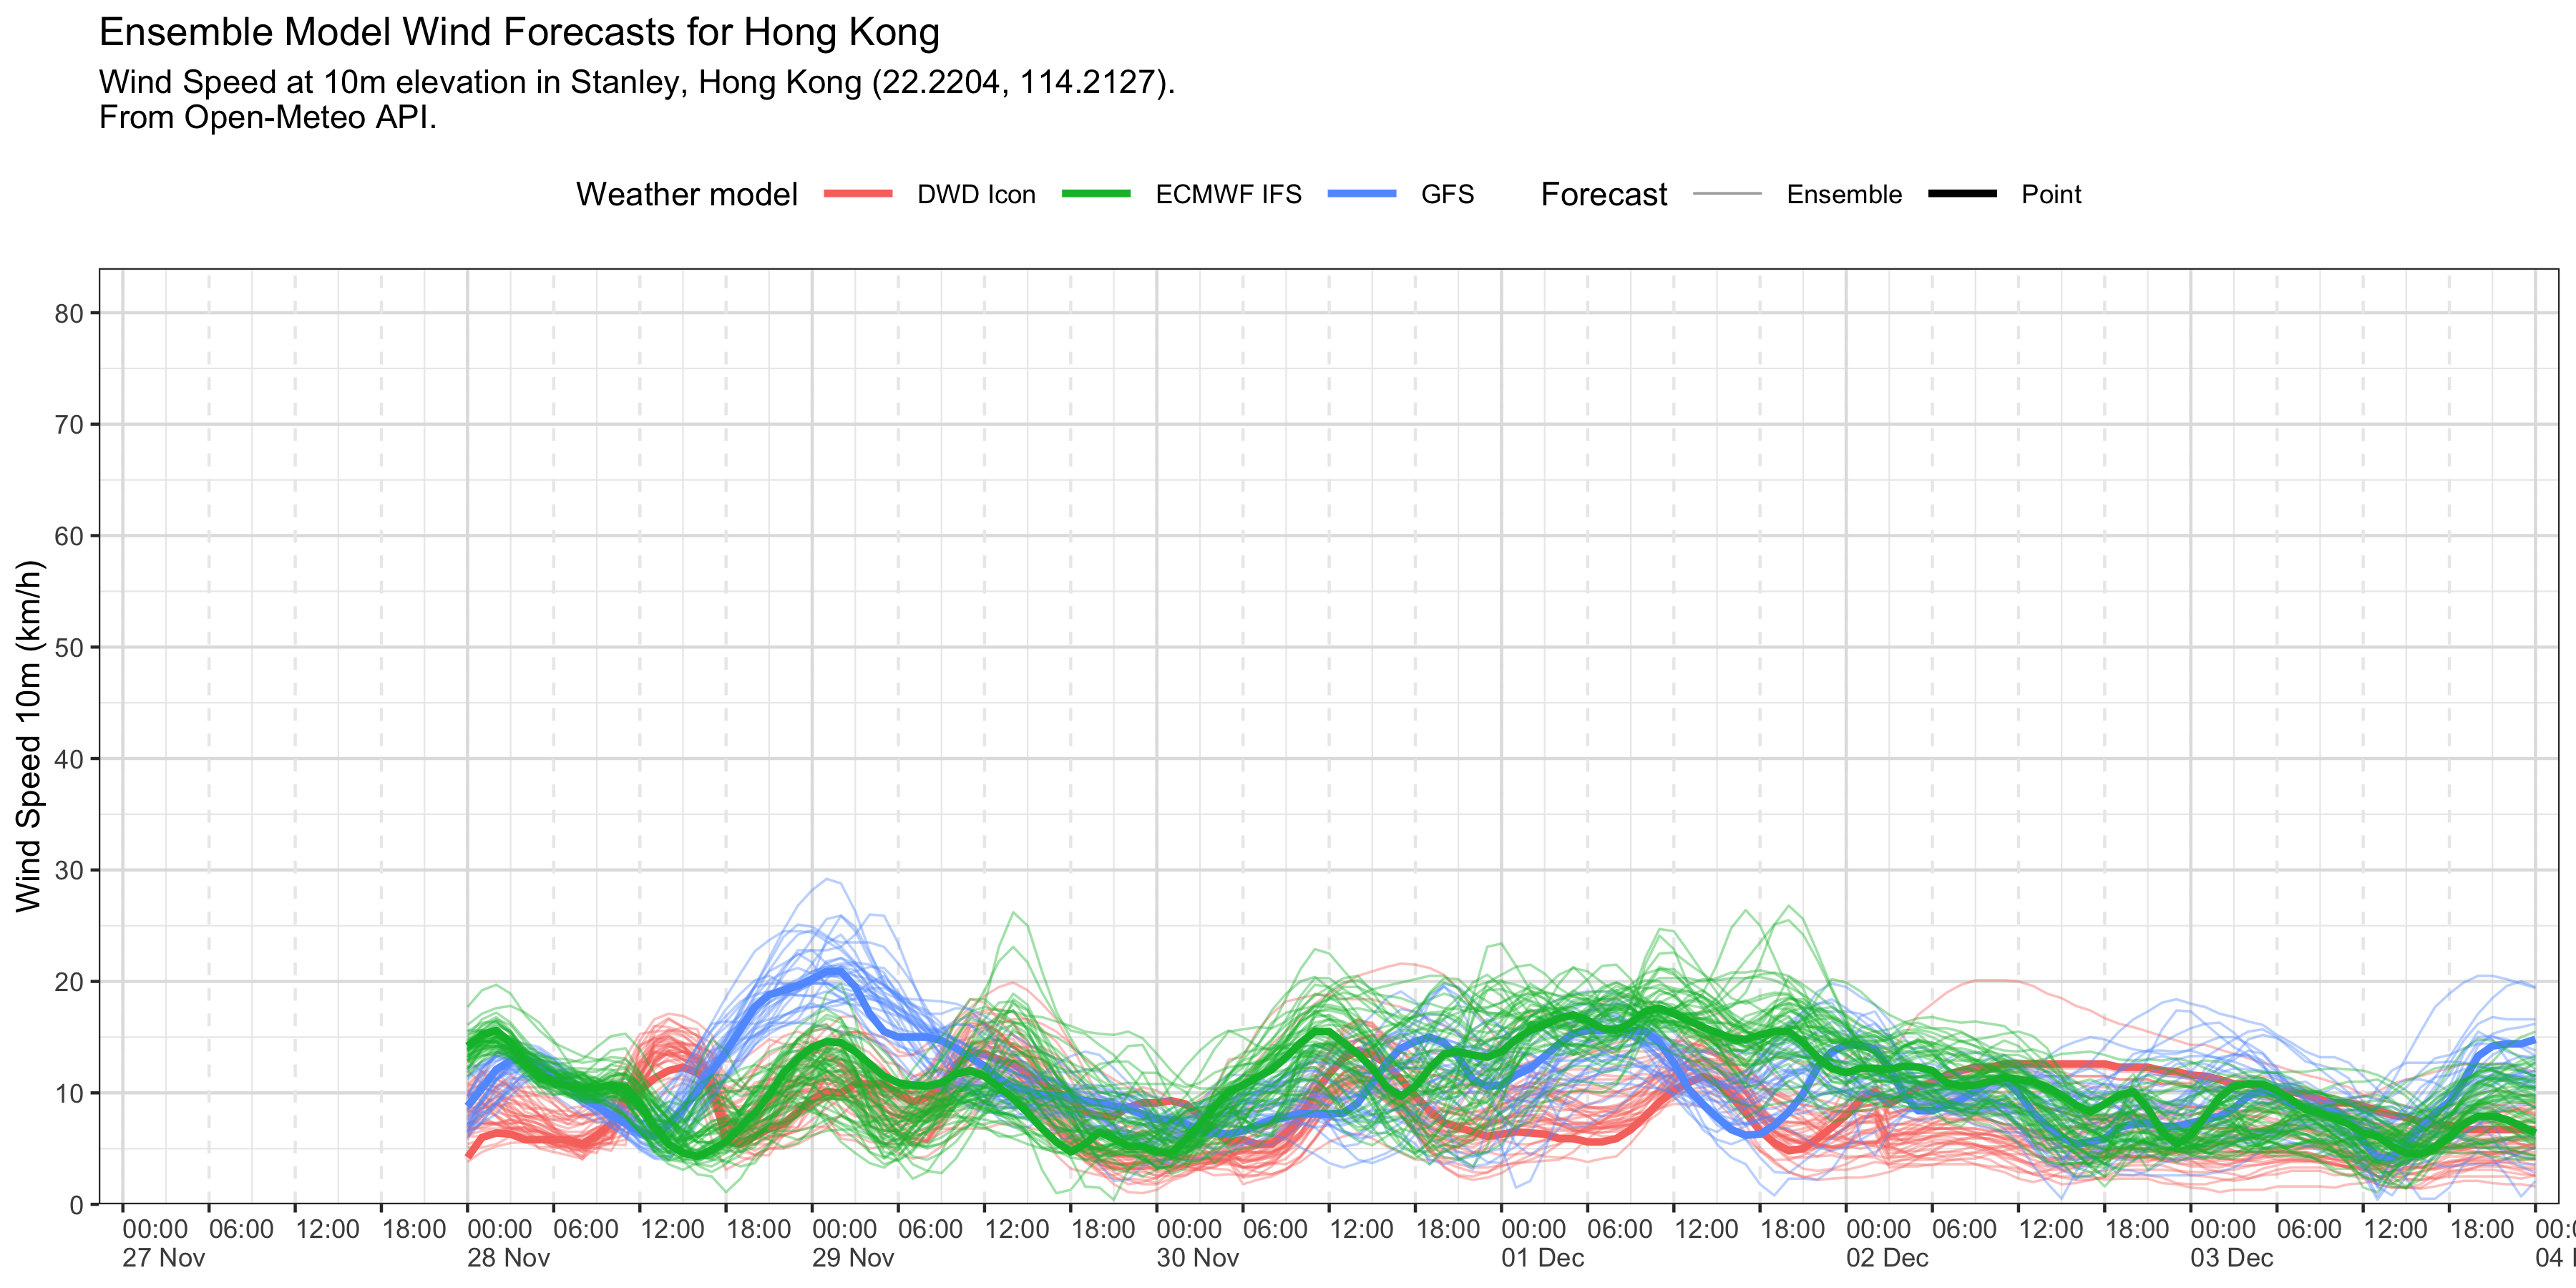 Ensemble Model Wind Forecasts for Hong Kong
Wind Speed at 10m elevation in Stanley, Hong Kong (22.2204, 114.2127).
From Open-Meteo API.
Weather model DWD Icon ECMWF IFS GFS Forecast Ensemble Point
Wind Speed 10m (km/h)
80
70
60
50
40
30
20
10
0
00:00 06:00 12:00 18:00 00:00 06:00 12:00 18:00 00:00 06:00 12:00 18:00 00:00 06:00 12:00 18:00 00:00 06:00 12:00 18:00 00:00 06:00 12:00 18:00 00:00 06:00 12:00 18:00
27 Nov 28 Nov 29 Nov 30 Nov 01 Dec 02 Dec 03 Dec 04